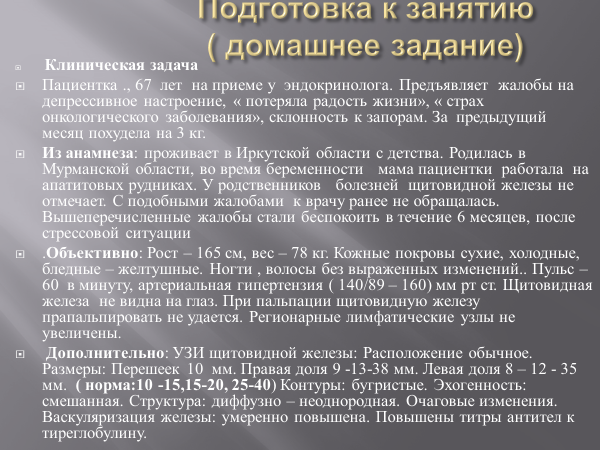 Подготовка к занятию
( домашнее задание)
Клиническая задача
Пациентка ., 67 лет на приеме у эндокринолога. Предъявляет жалобы на
депрессивное настроение, « потеряла радость жизни», « страх
онкологического заболевания», склонность к запорам. За предыдущий
месяц похудела на 3 кг.
Из анамнеза: проживает в Иркутской области с детства. Родилась в
Мурманской области, во время беременности мама пациентки работала на
апатитовых рудниках. У родственников болезней щитовидной железы не
отмечает. С подобными жалобами к врачу ранее не обращалась.
Вышеперечисленные жалобы стали беспокоить в течение 6 месяцев, после
стрессовой ситуации
.Объективно: Рост – 165 см, вес – 78 кг. Кожные покровы сухие, холодные,
бледные – желтушные. Ногти , волосы без выраженных изменений.. Пульс –
60 в минуту, артериальная гипертензия ( 140/89 – 160) мм рт ст. Щитовидная
железа не видна на глаз. При пальпации щитовидную железу
прапальпировать не удается. Регионарные лимфатические узлы не
увеличены.
Дополнительно: УЗИ щитовидной железы: Расположение обычное.
Размеры: Перешеек 10 мм. Правая доля 9 -13-38 мм. Левая доля 8 – 12 - 35
мм. ( норма:10 -15,15-20, 25-40) Контуры: бугристые. Эхогенность:
смешанная. Структура: диффузно – неоднородная. Очаговые изменения.
Васкуляризация железы: умеренно повышена. Повышены титры антител к
тиреглобулину.